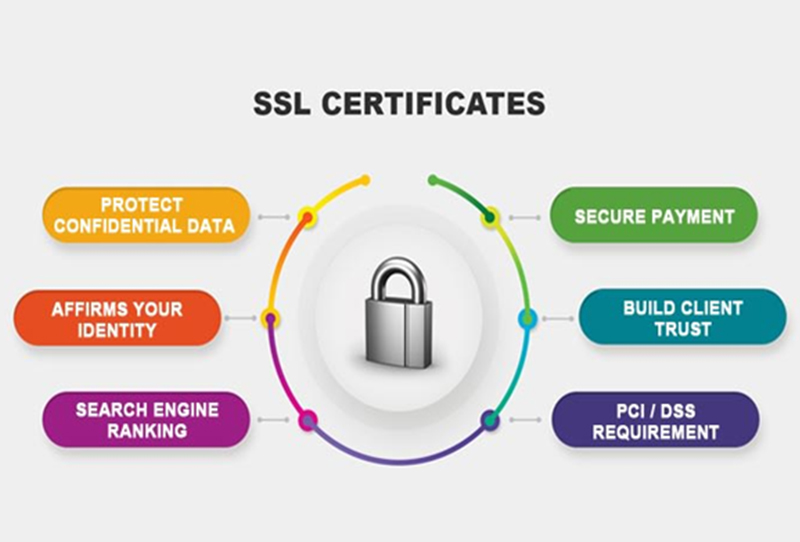 SSL CERTIFICATES
PROTECT
CONFIDENTIAL DATA
AFFIRMS YOUR
IDENTITY
SEARCH ENGINE
RANKING
SECURE PAYMENT
BUILD CLIENT
TRUST
PCI / DSS
REQUIREMENT